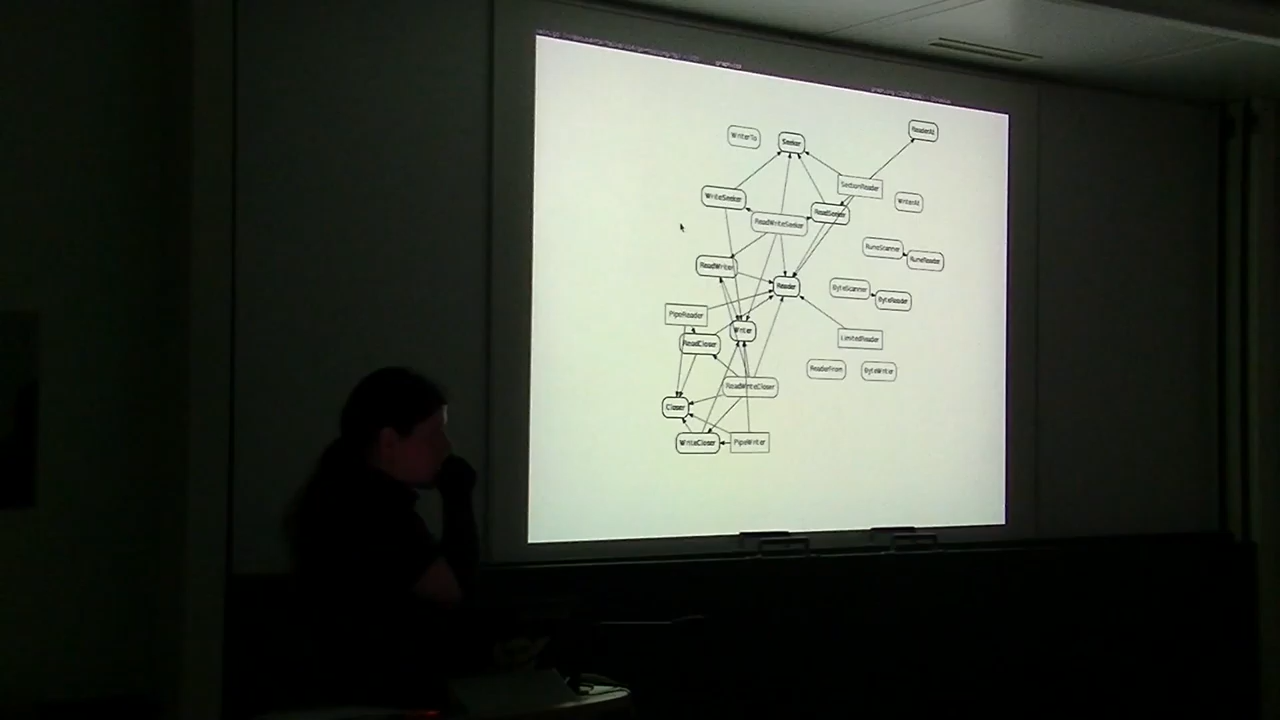 ReaderAt
WriterTo
Seeker
SectionReader
WriteSeeker
WriterAt
ReadSeeker
ReadWriteSeeker
RuneScanner
RuneReader
ReadWriter
Reader
ByteScanner
ByteReader
PipeReader
Writer
LimitedReader
ReadCloser
ReaderFrom
ByteWriter
ReadWriteCloser
Closer
WriteCloser
PipeWriter